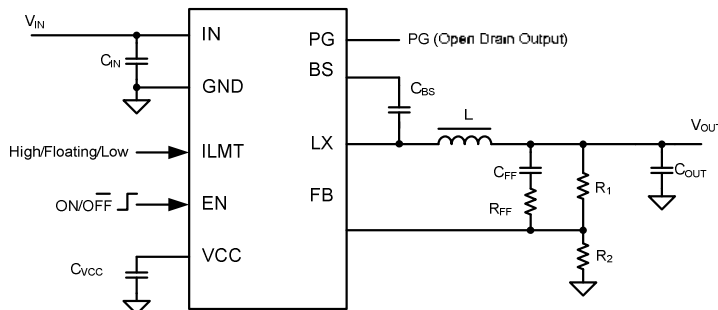 VIN
IN
PG
PG (Open Drain Output)
CIN
BS
GND
CBS
L
VOUT
High/Floating/Low
ILMT
LX
CFF
R1
COUT
ON/OFF
EN
FB
RFF
VCC
CVCC
R2